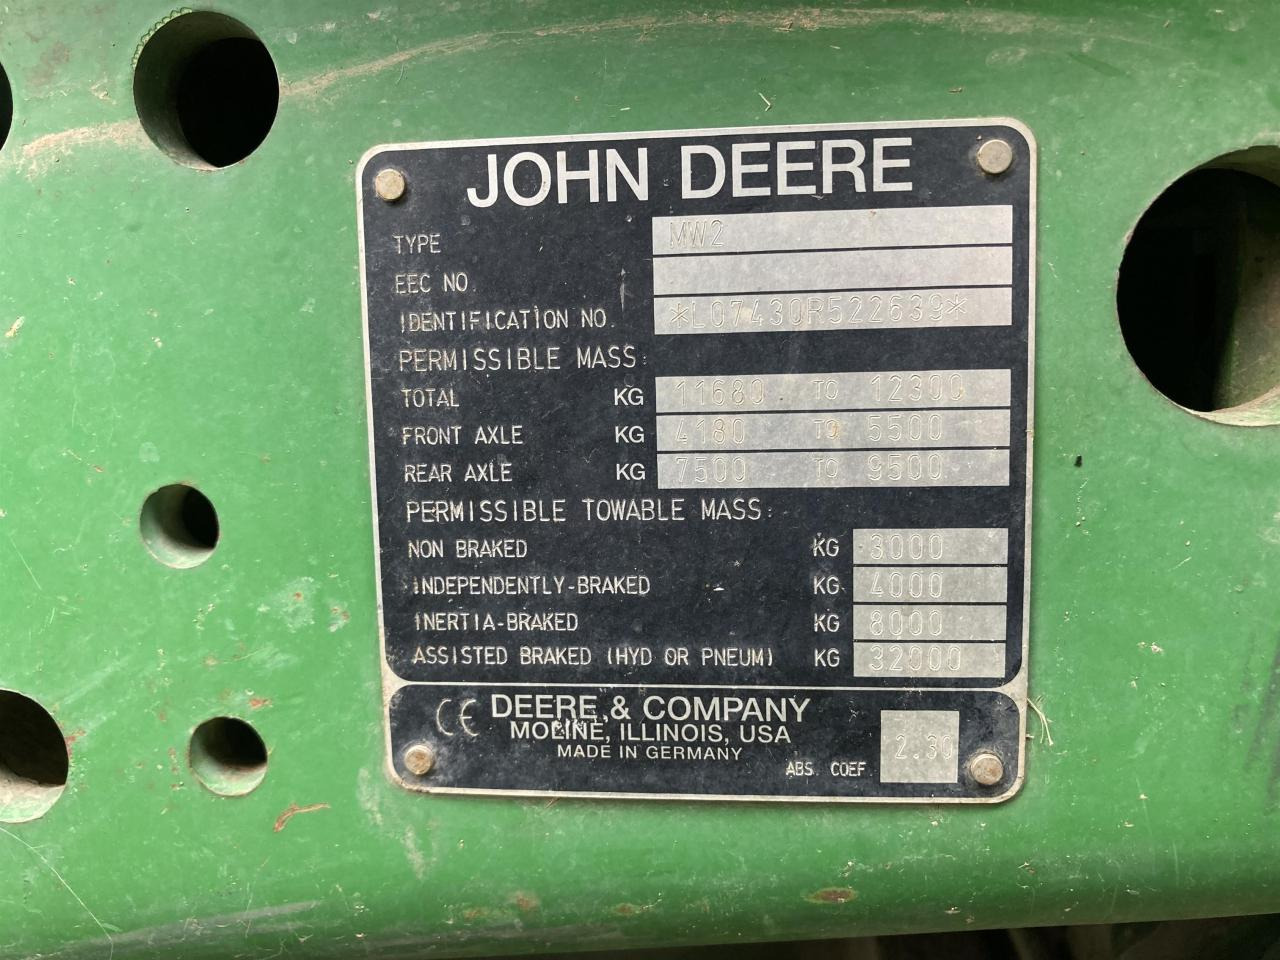 JOHN DEERE
TYPE MW2
EEC NO.
IDENTIFICATION NO. *L07430R522639*
PERMISSIBLE MASS:
TOTAL KG 11680 TO 12300
FRONT AXLE KG 4180 TO 5500
REAR AXLE KG 7500 TO 9500
PERMISSIBLE TOWABLE MASS:
NON BRAKED KG 3000
INDEPENDENTLY-BRAKED KG 4000
INERTIA-BRAKED KG 8000
ASSISTED BRAKED (HYD OR PNEUM) KG 32000
CE DEERE & COMPANY
MOLINE, ILLINOIS, USA
MADE IN GERMANY
ABS. COEF. 2.30